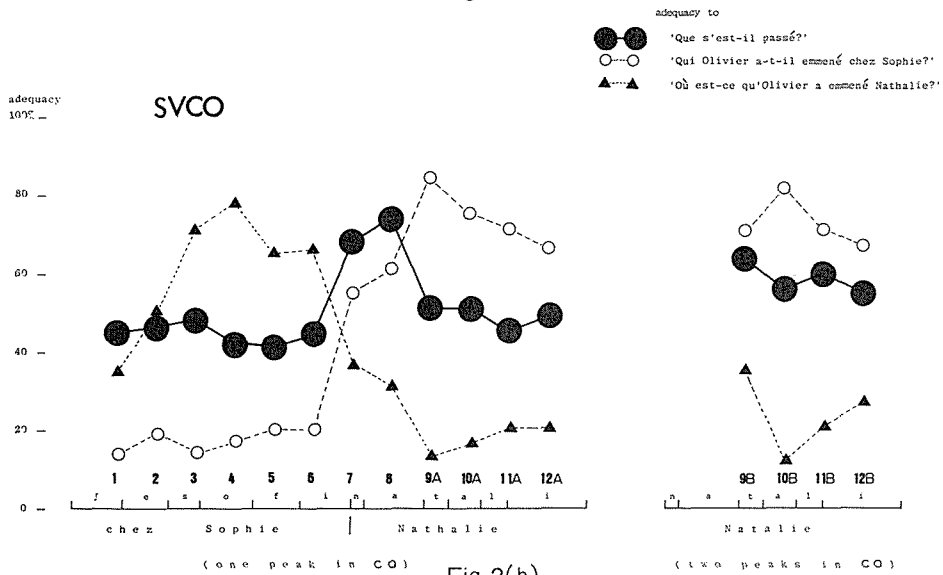 adequacy to
'Que s'est-il passé?'
'Qui Olivier a-t-il emmené chez Sophie?'
'Où est-ce qu'Olivier a emmené Nathalie?'
adequacy
100%
SVCO
80
60
40
20
0
1 2 3 4 5 6 7 8 9A 10A 11A 12A
9B 10B 11B 12B
ʃ e s o f i n a t a l i
n a t a l i
chez Sophie | Nathalie
Natalie
(one peak in CO)
(two peaks in CO)
Fig 2(b)